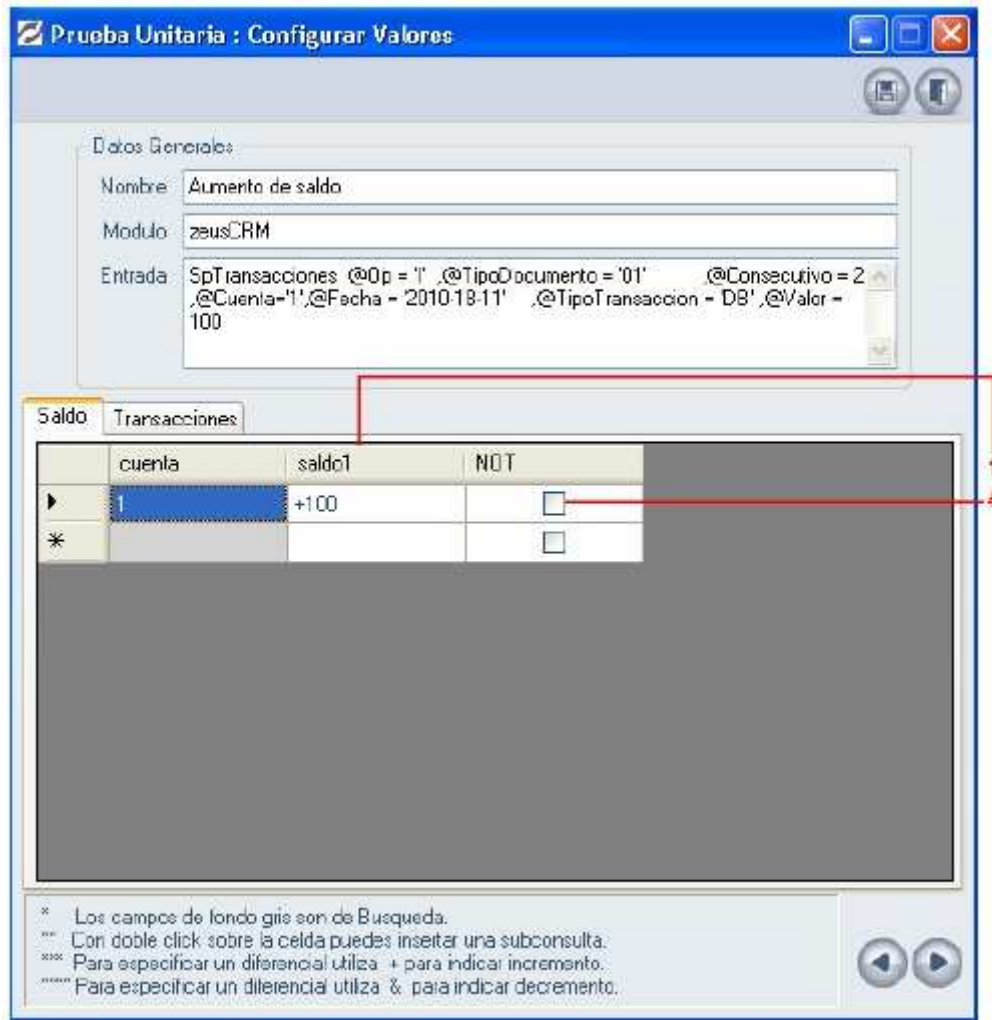 Prueba Unitaria : Configurar Valores
Datos Generales
Nombre Aumento de saldo
Modulo zeusCRM
Entrada SpTransacciones @Op = 'I' ,@TipoDocumento = '01' ,@Consecutivo = 2
,@Cuenta='1',@Fecha = '2010-18-11' ,@TipoTransaccion = 'DB' ,@Valor =
100
Saldo Transacciones
cuenta saldo1 NOT
1 +100
* Los campos de fondo gris son de Busqueda.
** Con doble click sobre la celda puedes insertar una subconsulta.
*** Para especificar un diferencial utiliza + para indicar incremento.
**** Para especificar un diferencial utiliza & para indicar decremento.